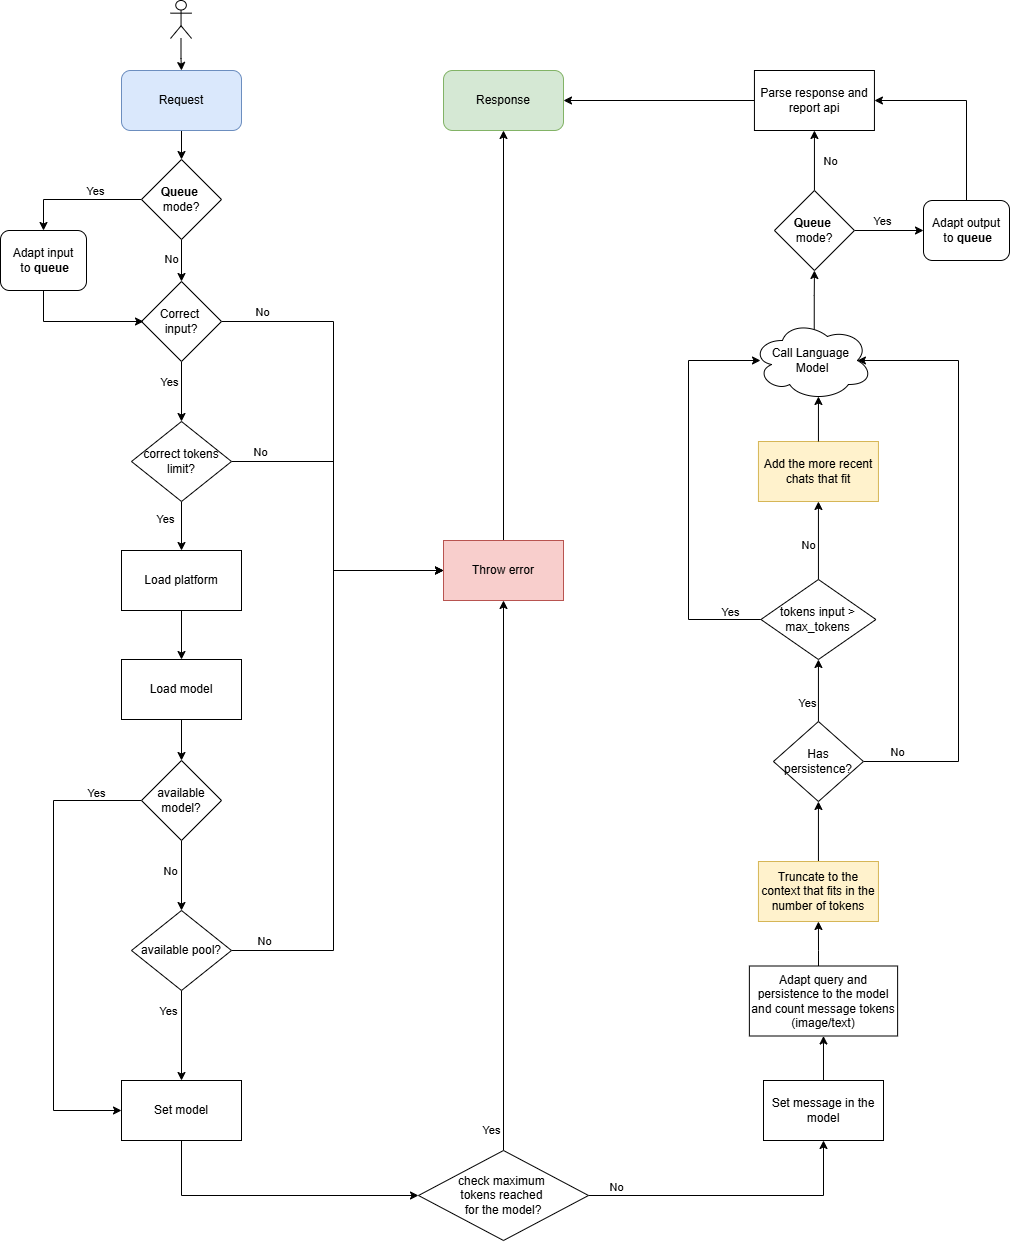 Request
Queue
mode?
Yes
Adapt input
to queue
No
Correct
input?
No
Yes
correct tokens
limit?
No
Yes
Load platform
Load model
available
model?
Yes
No
available pool?
No
Yes
Set model
check maximum
tokens reached
for the model?
Yes
No
Throw error
Response
Set message in the
model
Adapt query and
persistence to the model
and count message tokens
(image/text)
Truncate to the
context that fits in the
number of tokens
Has
persistence?
No
Yes
tokens input >
max_tokens
Yes
No
Add the more recent
chats that fit
Call Language
Model
Queue
mode?
Yes
Adapt output
to queue
No
Parse response and
report api